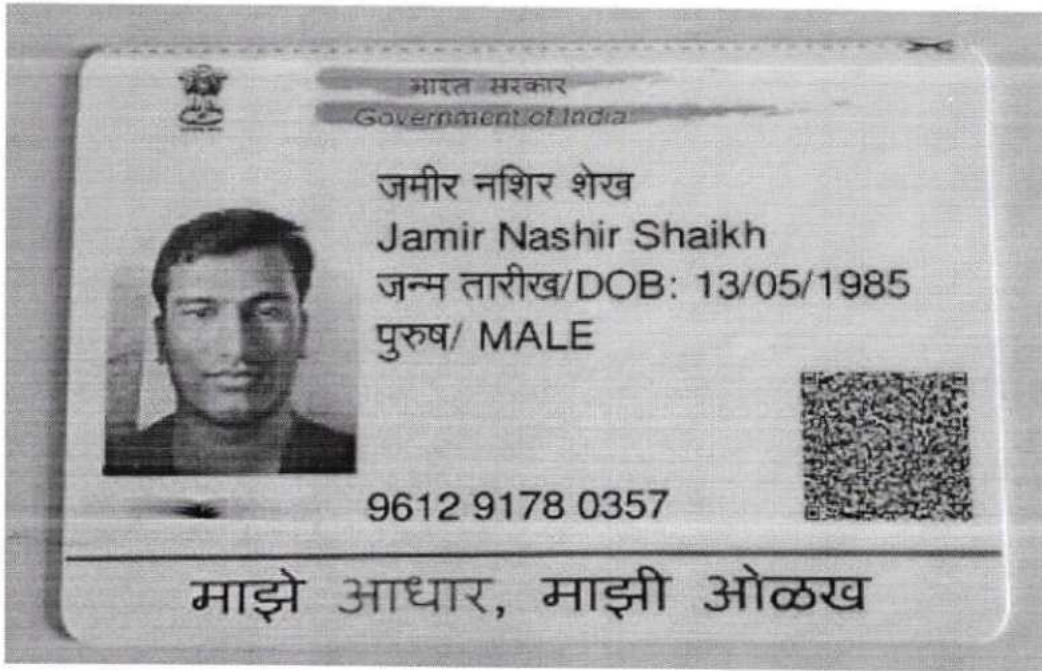 भारत सरकार
Government of India
जमीर नशिर शेख
Jamir Nashir Shaikh
जन्म तारीख/DOB: 13/05/1985
पुरुष/ MALE
9612 9178 0357
माझे आधार, माझी ओळख